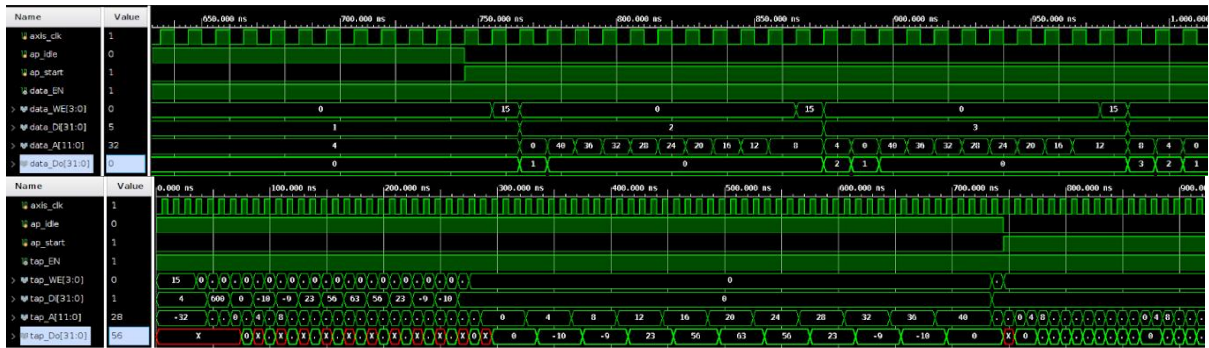 Name Value 650.000 ns 700.000 ns 750.000 ns 800.000 ns 850.000 ns 900.000 ns 950.000 ns 1,000.00
axis_clk 1
ap_idle 0
ap_start 1
data_EN 1
data_WE[3:0] 0 0 15 0 15 0 15
data_Di[31:0] 5 1 2 3
data_A[11:0] 32 4 0 40 36 32 28 24 20 16 12 8 4 0 40 36 32 28 24 20 16 12 8 4 0
data_Do[31:0] 0 0 1 0 2 1 0 3 2 1
Name Value 0.000 ns 100.000 ns 200.000 ns 300.000 ns 400.000 ns 500.000 ns 600.000 ns 700.000 ns 800.000 ns 900.0
axis_clk 1
ap_idle 0
ap_start 1
tap_EN 1
tap_WE[3:0] 0 15 0 . 0 . 0 . 0 . 0 . 0 . 0 . 0 . 0 . 0 . 0 . 0 . 0 .
tap_Di[31:0] 1 4 600 0 -10 -9 23 56 63 56 23 -9 -10 0
tap_A[11:0] 28 -32 0 4 8 0 4 8 12 16 20 24 28 32 36 40 0 4 8 0 4 8
tap_Do[31:0] 56 X 0 X X X X X X 0 X 0 -10 -9 23 56 63 56 23 -9 -10 0 X 0 0